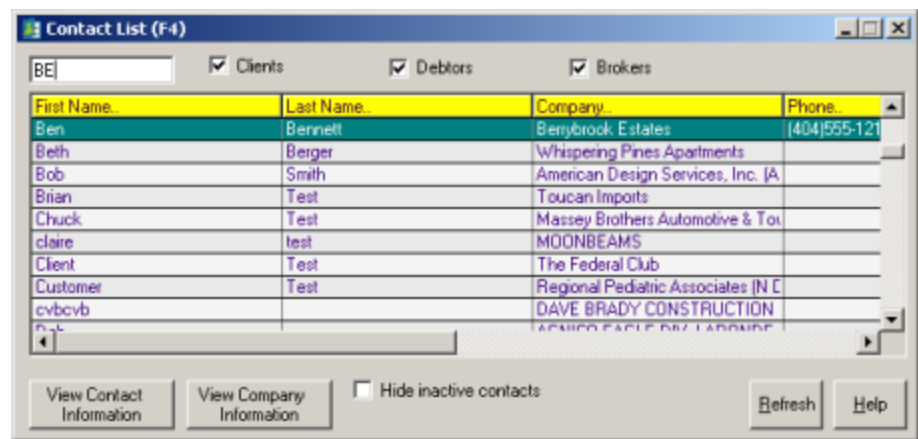 Contact List (F4)
BE Clients Debtors Brokers
First Name.. Last Name.. Company.. Phone..
Ben Bennett Berrybrook Estates (404)555-121
Beth Berger Whispering Pines Apartments
Bob Smith American Design Services, Inc. (A
Brian Test Toucan Imports
Chuck Test Massey Brothers Automotive & Tou
claire test MOONBEAMS
Client Test The Federal Club
Customer Test Regional Pediatric Associates (N D
cvbcvb DAVE BRADY CONSTRUCTION
View Contact Information View Company Information Hide inactive contacts Refresh Help